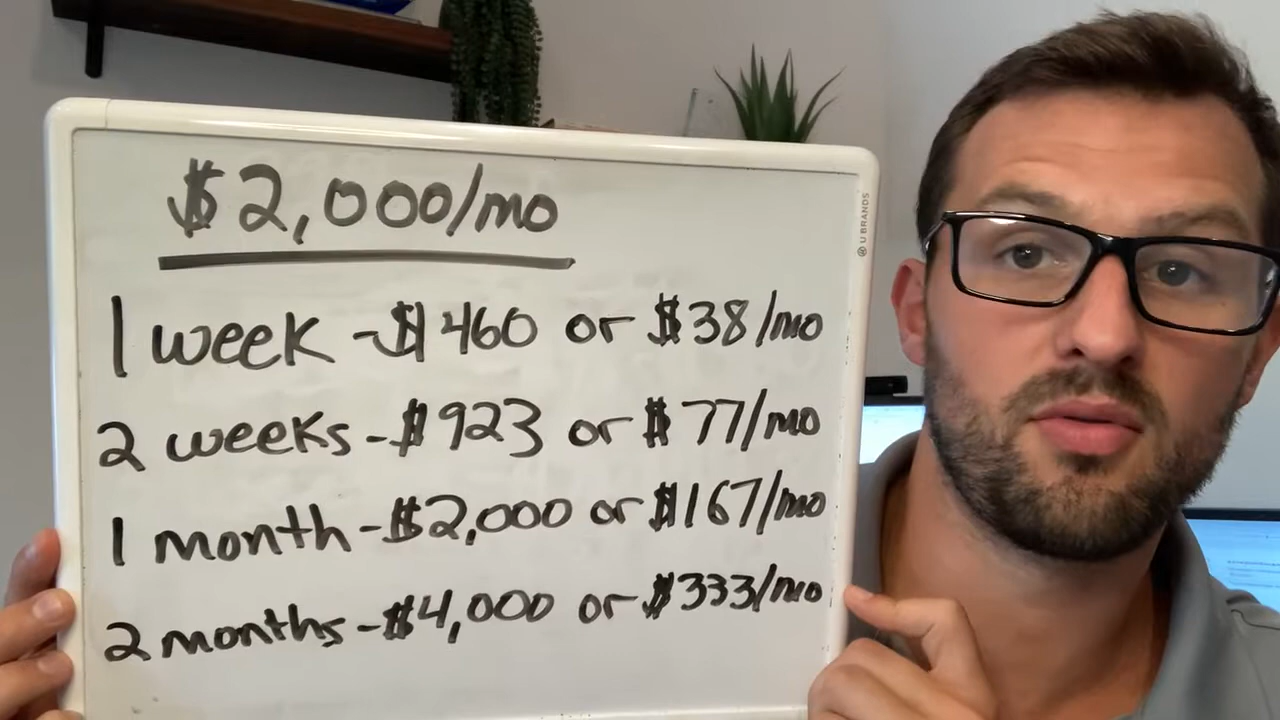 $2,000/mo
1 week - $460 or $38/mo
2 weeks - $923 or $77/mo
1 month - $2,000 or $167/mo
2 months - $4,000 or $333/mo
U BRANDS